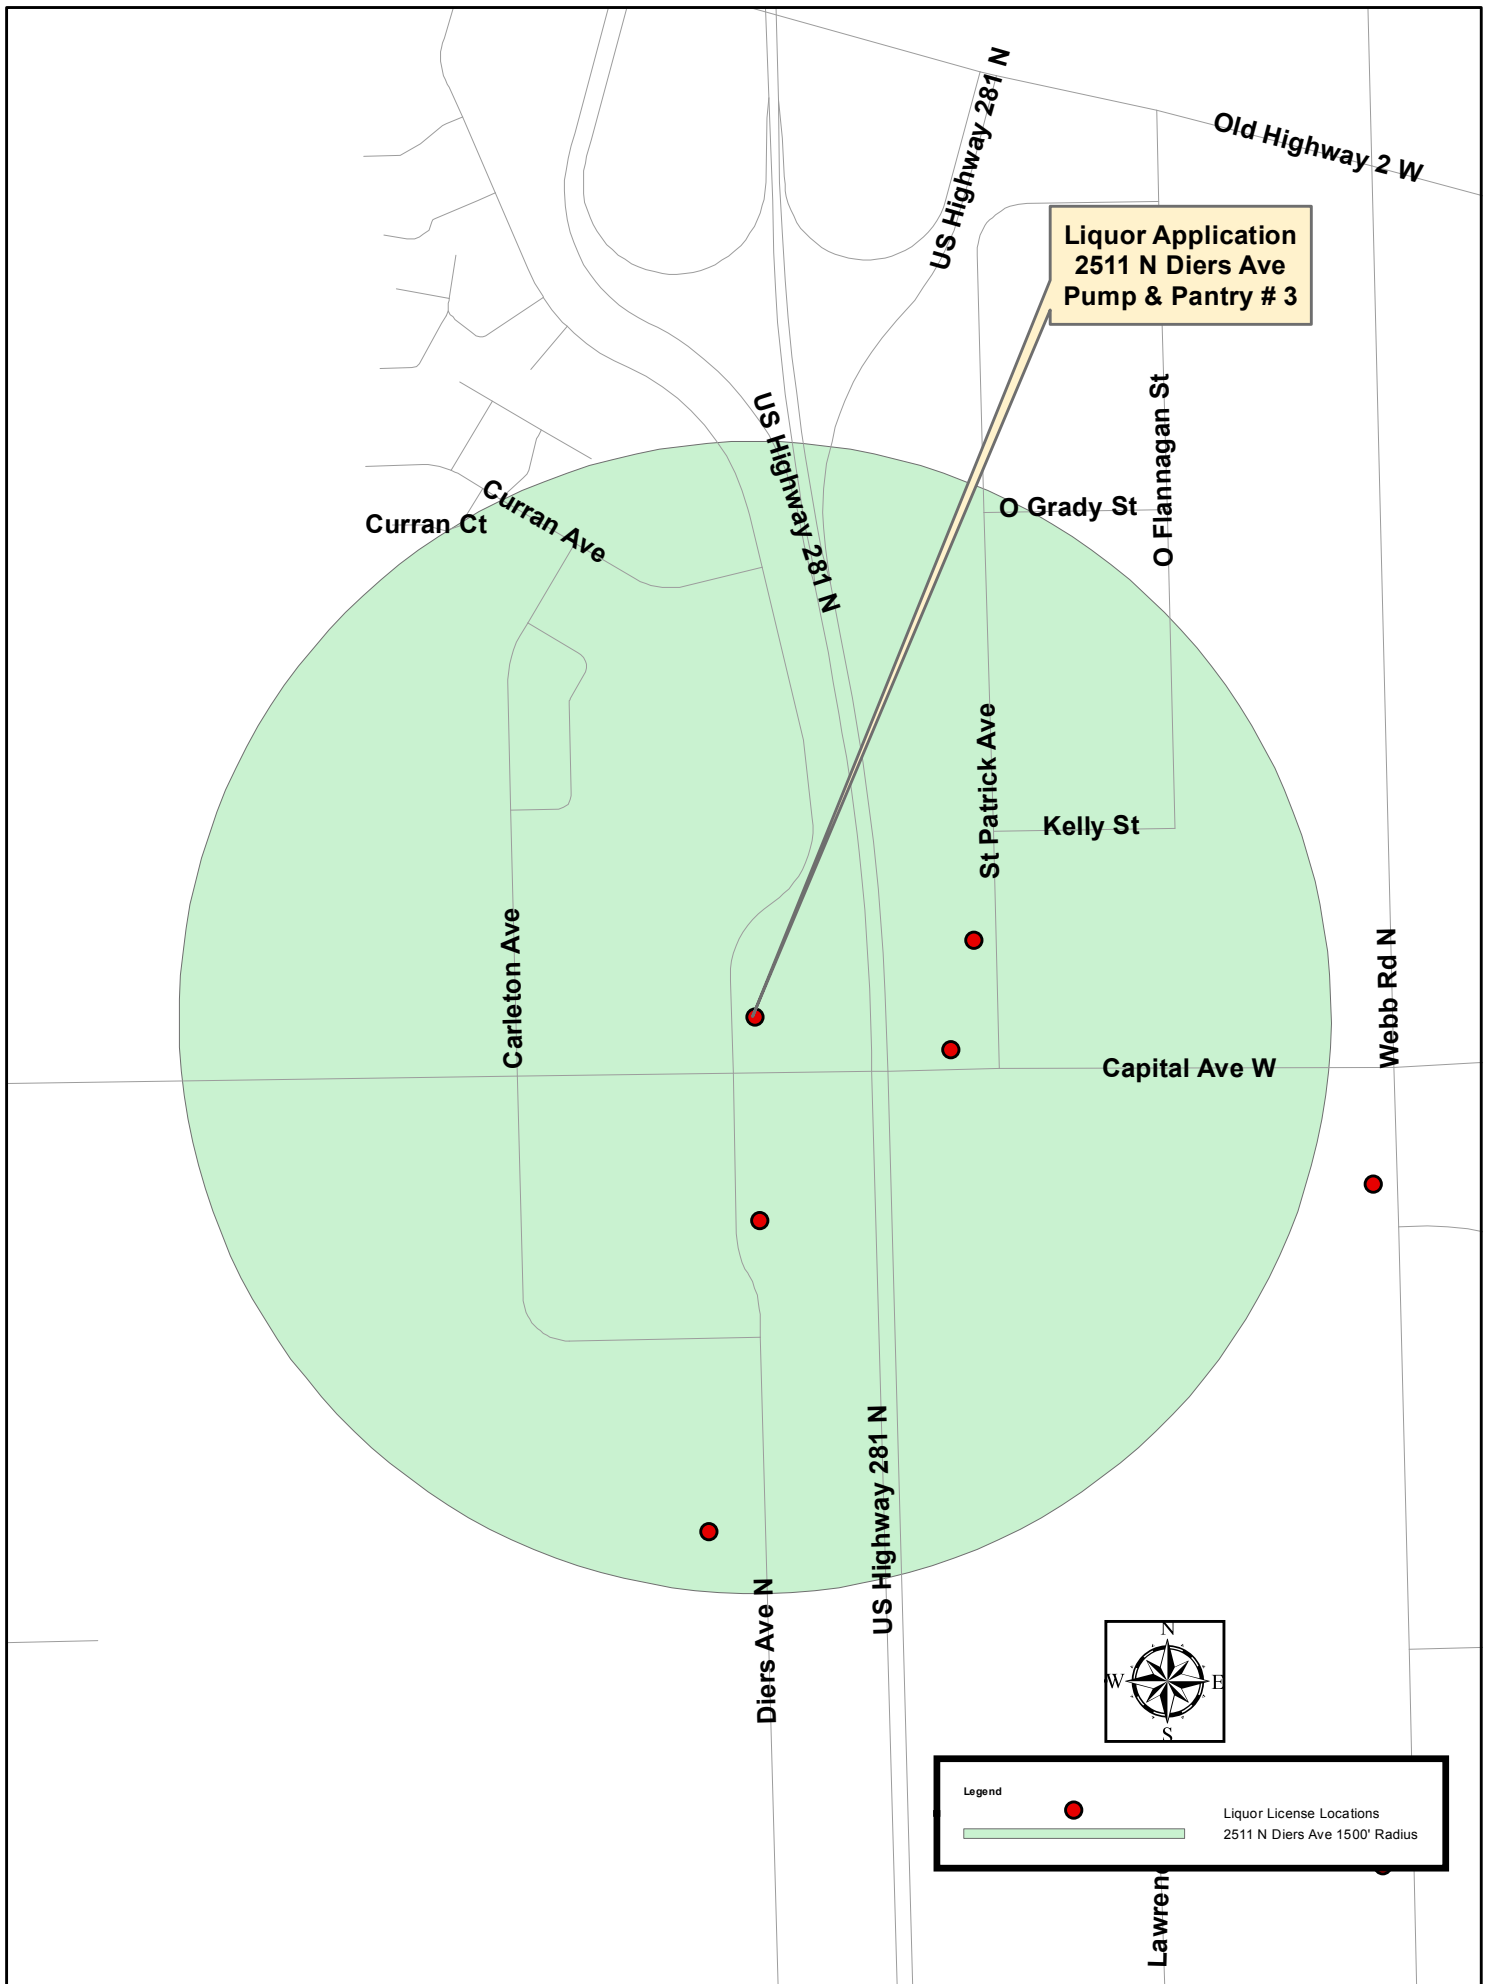 US Highway 281 N
Old Highway 2 W
Liquor Application
2511 N Diers Ave
Pump & Pantry # 3
US Highway 281 N
O Flannagan St
O Grady St
Curran Ct
Curran Ave
St Patrick Ave
Kelly St
Carleton Ave
Webb Rd N
Capital Ave W
US Highway 281 N
Diers Ave N
N
W
E
S
Legend
Liquor License Locations
2511 N Diers Ave 1500' Radius
Lawren